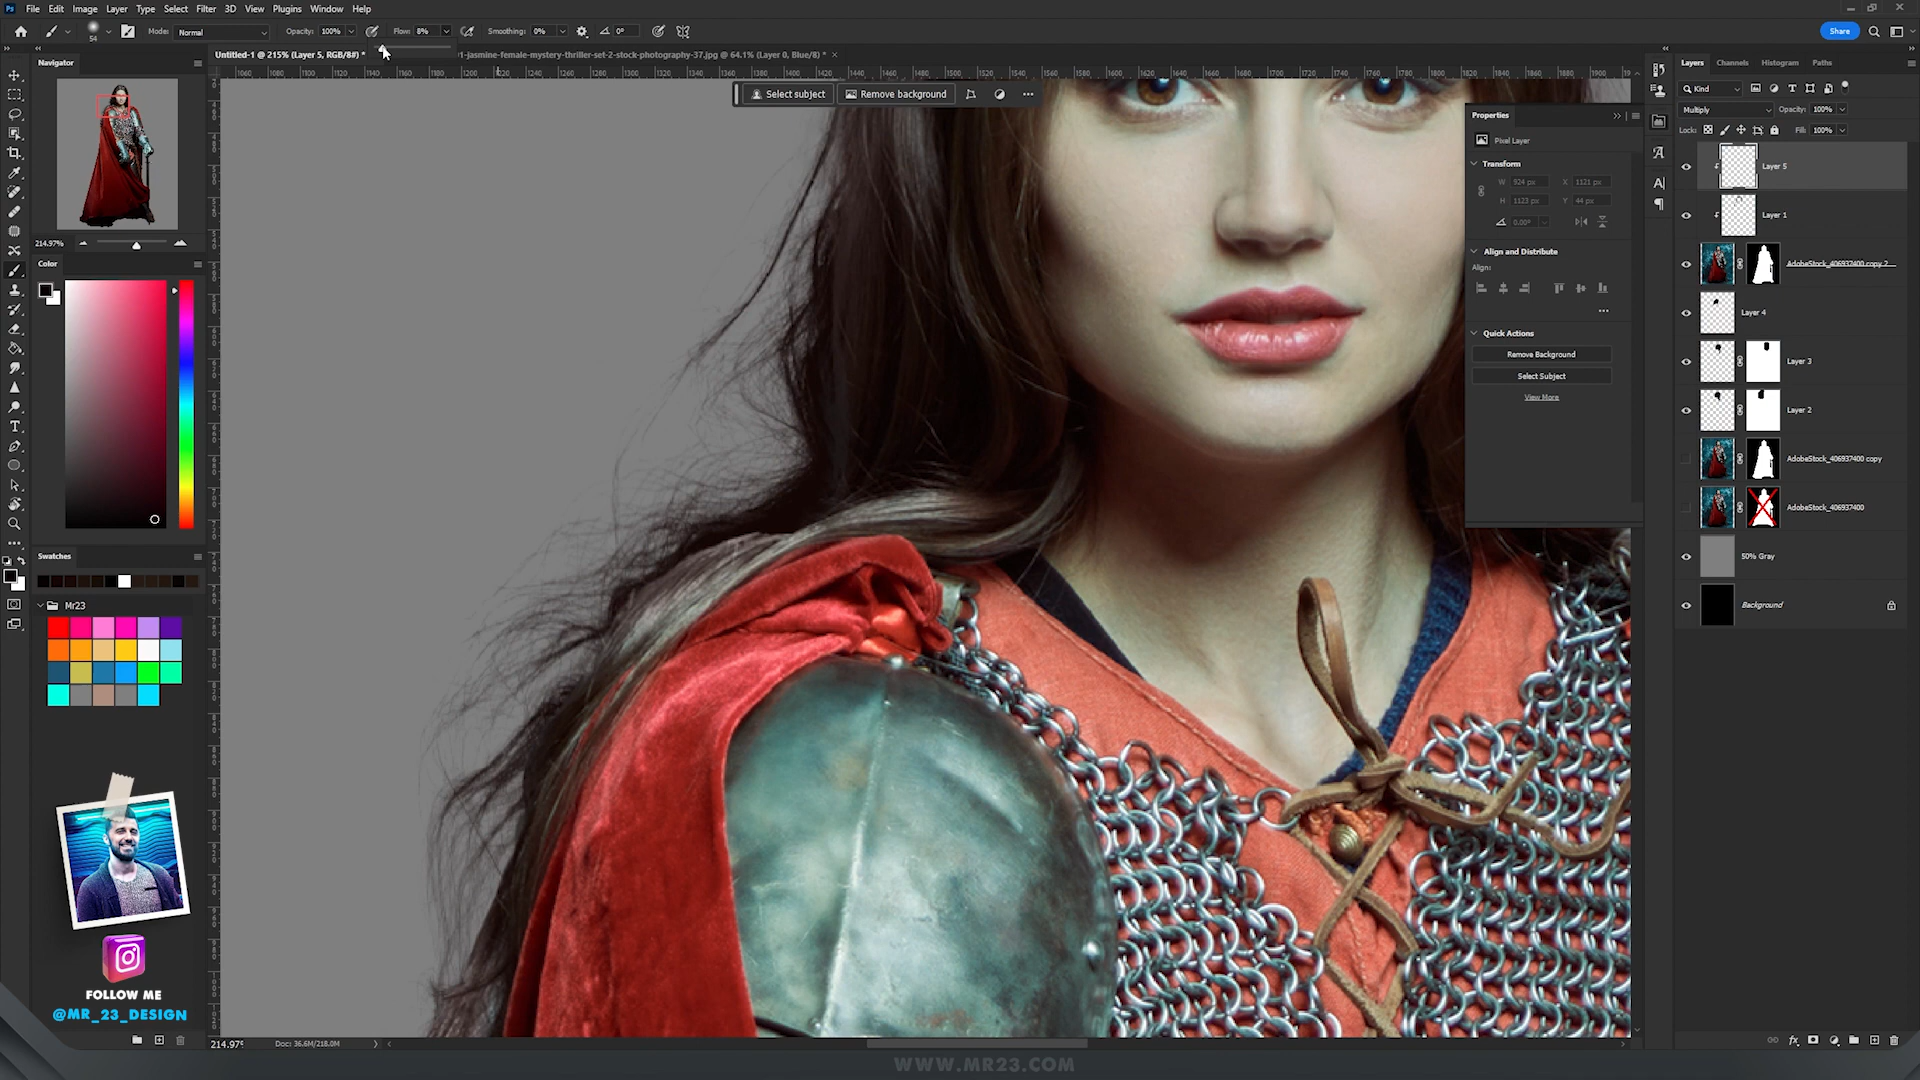 File Edit Image Layer Type Select Filter 3D View Plugins Window Help
54 Mode: Normal Opacity: 100% Flow: 8% Smoothing: 0% 0° Share
Untitled-1 @ 215% (Layer 5, RGB/8#) * 1-jasmine-female-mystery-thriller-set-2-stock-photography-37.jpg @ 64.1% (Layer 0, Blue/8) *
Navigator
214.97%
Color
Swatches
Mr23
FOLLOW ME
@MR_23_DESIGN
Select subject Remove background
Properties
Pixel Layer
Transform
W 924 px X 1121 px
H 1123 px Y 44 px
0.00°
Align and Distribute
Align:
Quick Actions
Remove Background
Select Subject
View More
Layers Channels Histogram Paths
Kind
Multiply Opacity: 100%
Lock: Fill: 100%
Layer 5
Layer 1
AdobeStock_406937400 copy 2
Layer 4
Layer 3
Layer 2
AdobeStock_406937400 copy
AdobeStock_406937400
50% Gray
Background
214.97% Doc: 36.6M/218.0M
WWW.MR23.COM